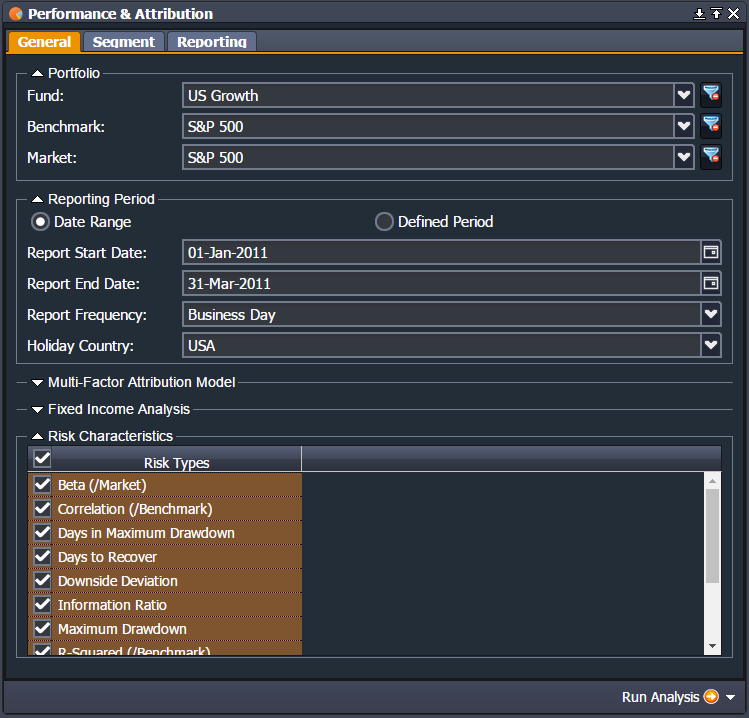 Performance & Attribution
General Segment Reporting
Portfolio
Fund: US Growth
Benchmark: S&P 500
Market: S&P 500
Reporting Period
Date Range Defined Period
Report Start Date: 01-Jan-2011
Report End Date: 31-Mar-2011
Report Frequency: Business Day
Holiday Country: USA
Multi-Factor Attribution Model
Fixed Income Analysis
Risk Characteristics
Risk Types
Beta (/Market)
Correlation (/Benchmark)
Days in Maximum Drawdown
Days to Recover
Downside Deviation
Information Ratio
Maximum Drawdown
R-Squared (/Benchmark)
Run Analysis